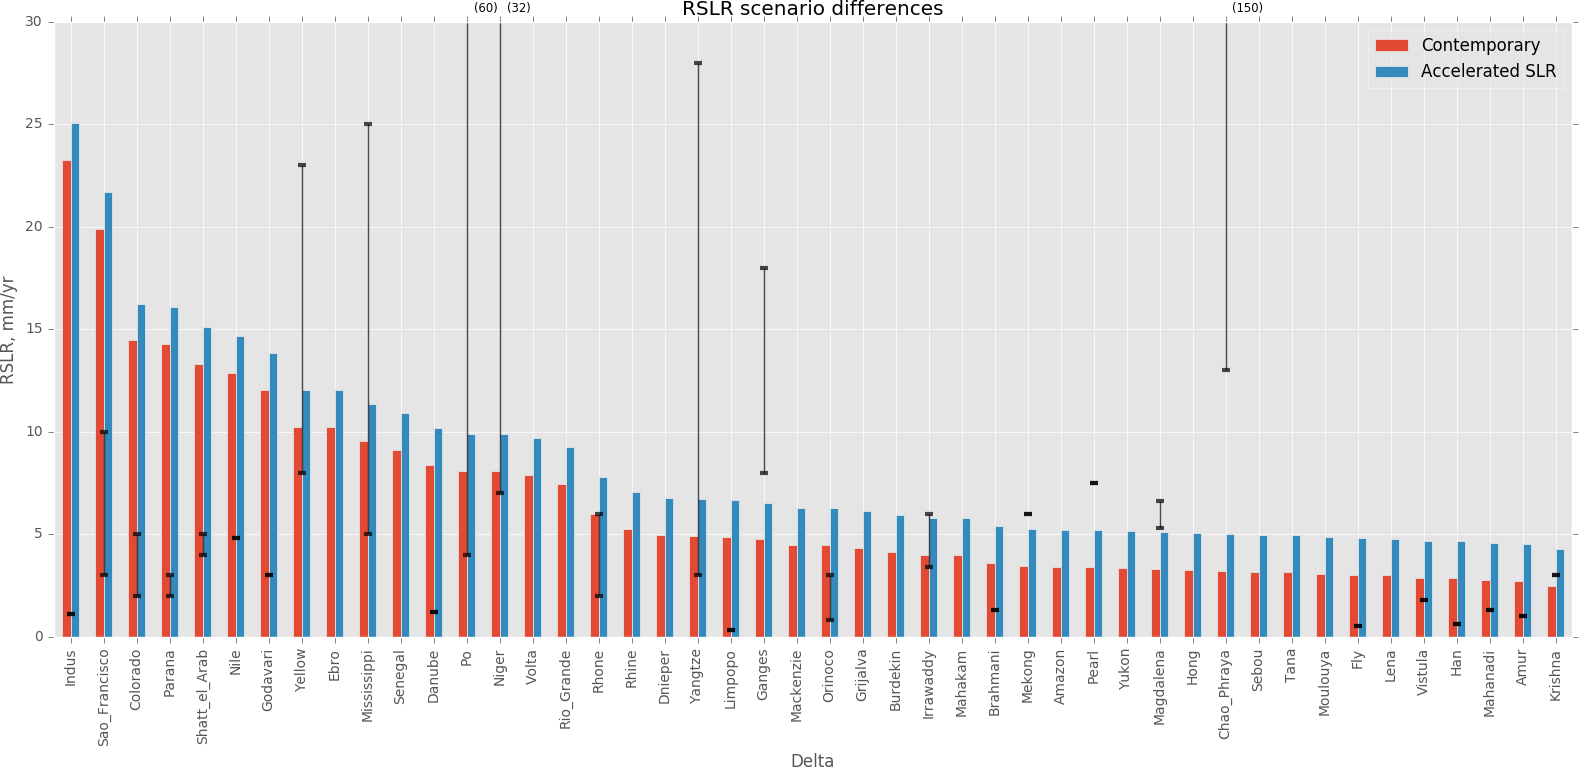 (60) (32) RSLR scenario differences (150)
30
25
20
15
10
5
0
RSLR, mm/yr
Contemporary
Accelerated SLR
Indus
Sao_Francisco
Colorado
Parana
Shatt_el_Arab
Nile
Godavari
Yellow
Ebro
Mississippi
Senegal
Danube
Po
Niger
Volta
Rio_Grande
Rhone
Rhine
Dnieper
Yangtze
Limpopo
Ganges
Mackenzie
Orinoco
Grijalva
Burdekin
Irrawaddy
Mahakam
Brahmani
Mekong
Amazon
Pearl
Yukon
Magdalena
Hong
Chao_Phraya
Sebou
Tana
Moulouya
Fly
Lena
Vistula
Han
Mahanadi
Amur
Krishna
Delta